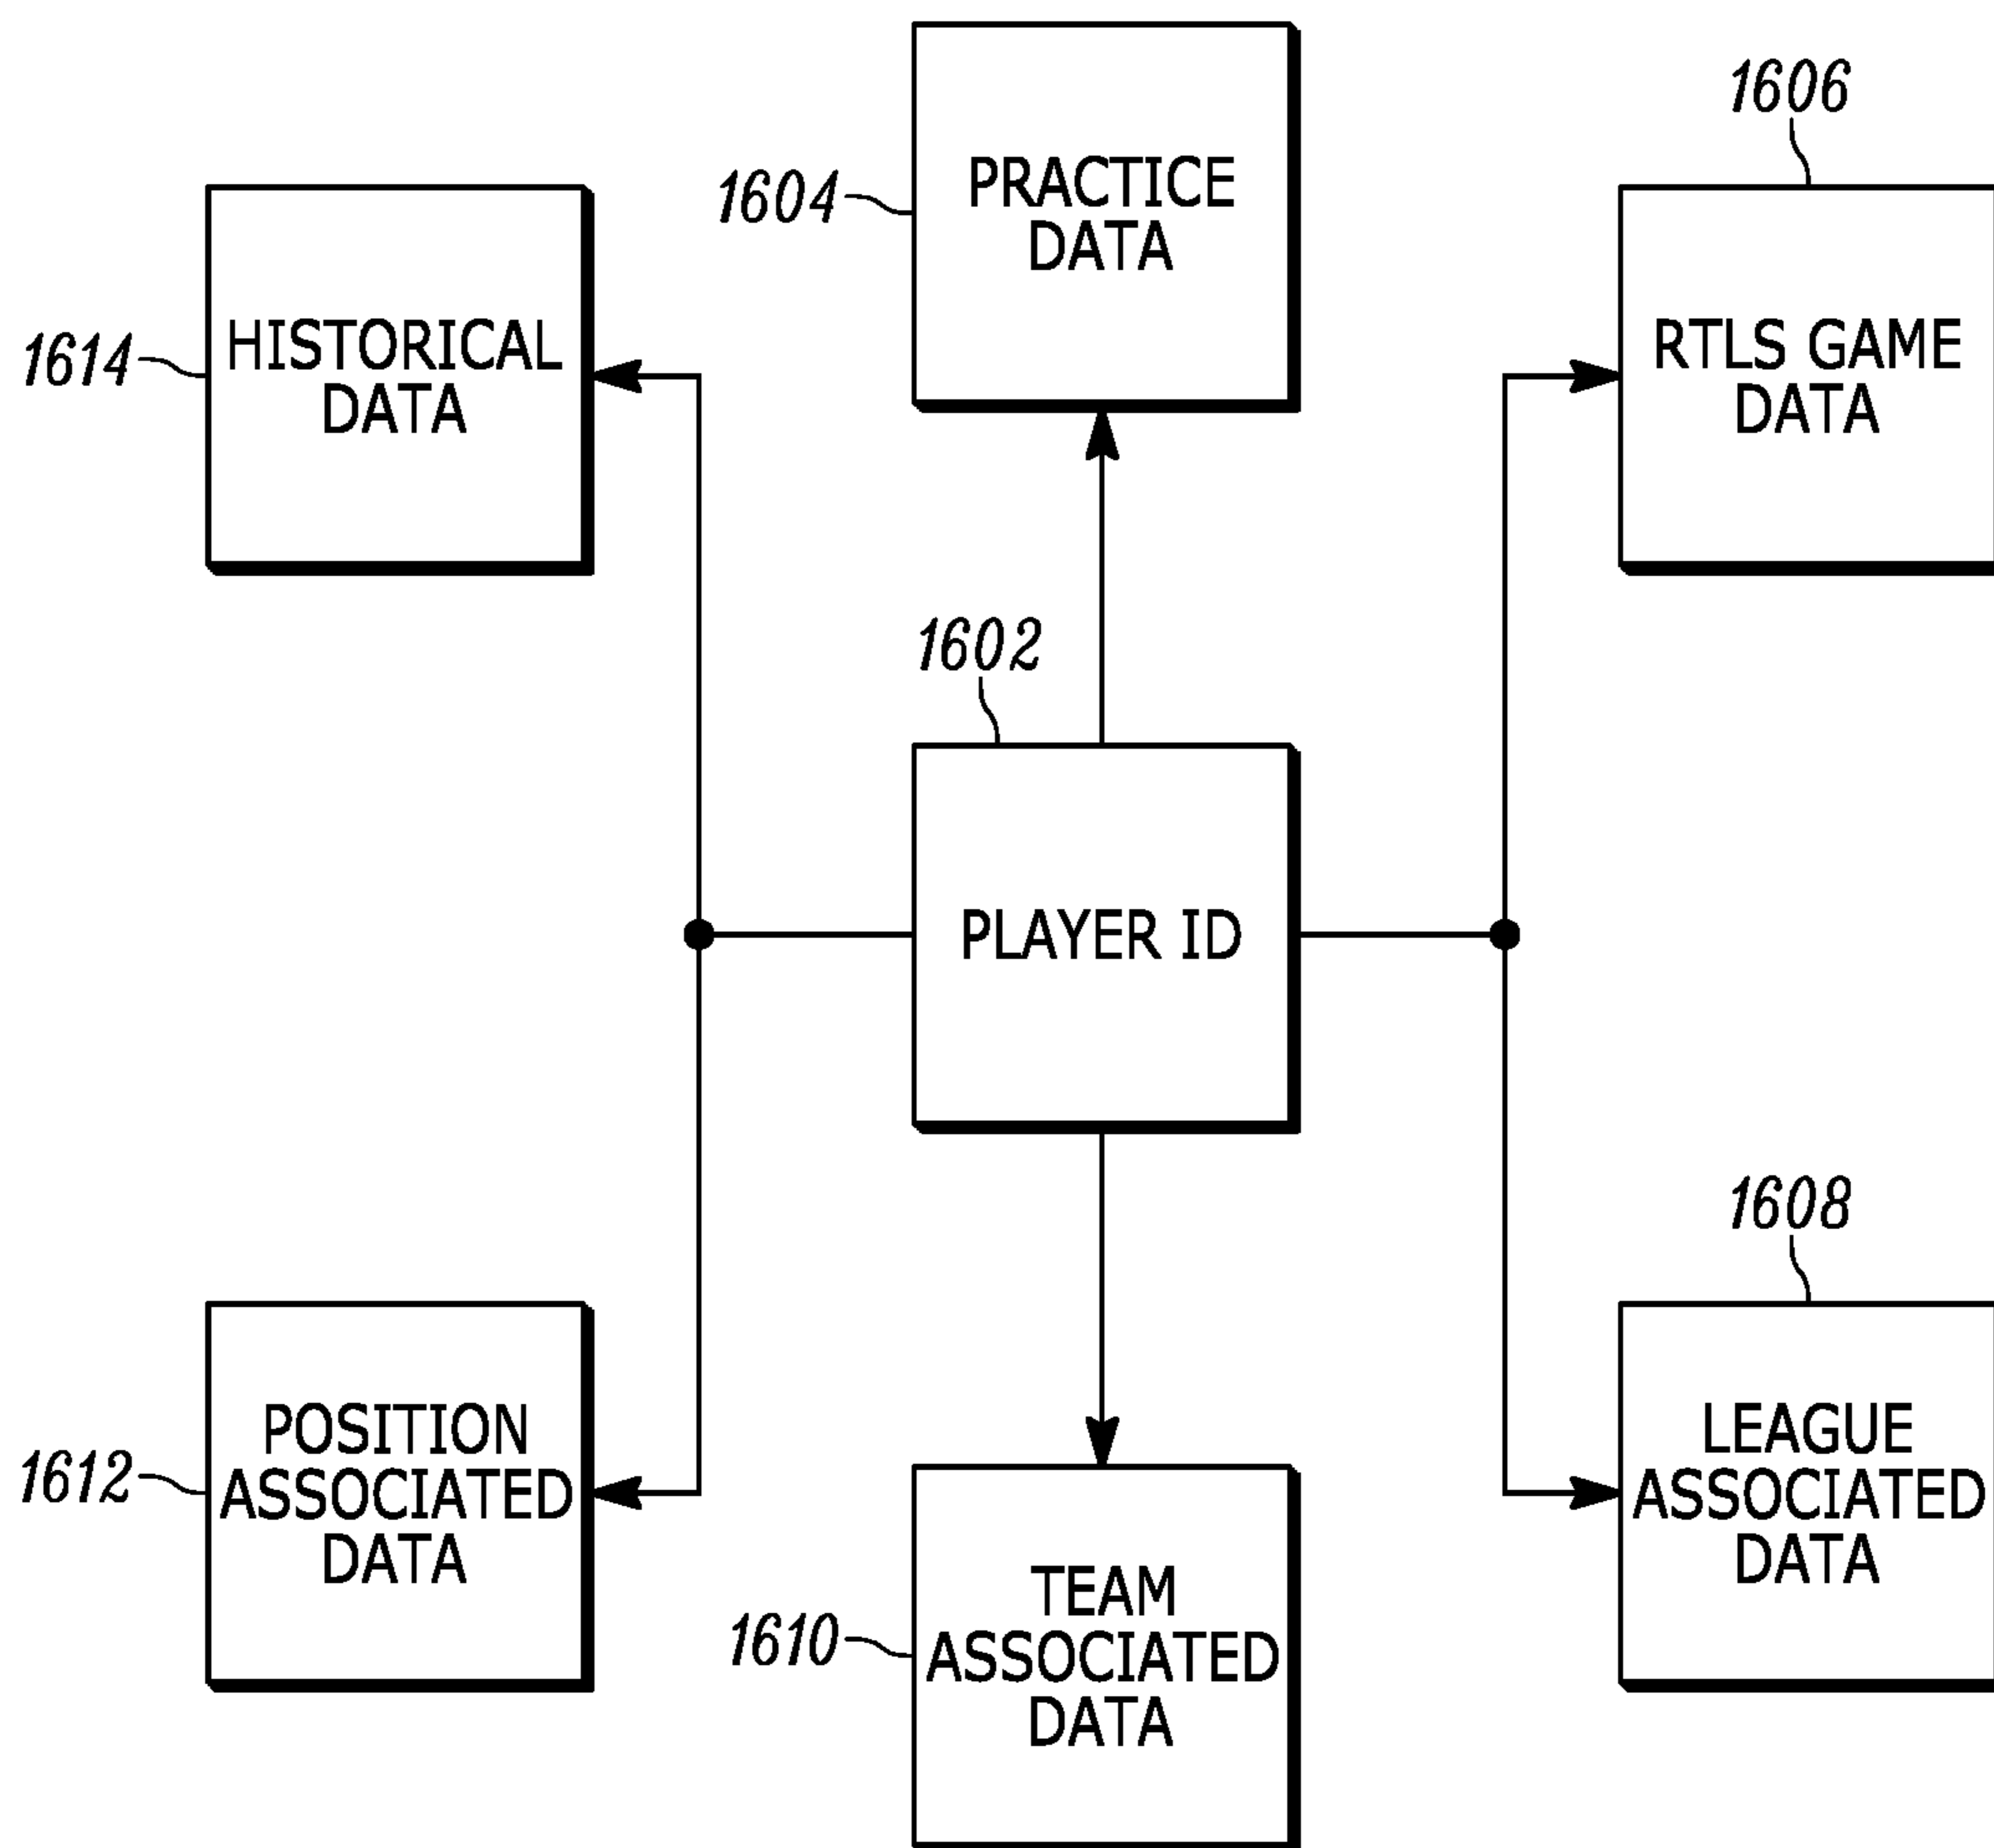 1604
PRACTICE
DATA
1606
RTLS GAME
DATA
1614
HISTORICAL
DATA
1602
PLAYER ID
1608
LEAGUE
ASSOCIATED
DATA
1612
POSITION
ASSOCIATED
DATA
1610
TEAM
ASSOCIATED
DATA